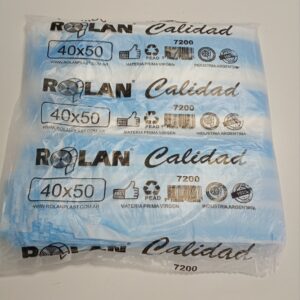 ROLAN Calidad
7200
40x50
PEAD
WWW.ROLANPLAST.COM.AR MATERIA PRIMA VIRGEN INDUSTRIA ARGENTINA
ROLAN Calidad
7200
40x50
PEAD
WWW.ROLANPLAST.COM.AR MATERIA PRIMA VIRGEN INDUSTRIA ARGENTINA
ROLAN Calidad
7200
40x50
PEAD
WWW.ROLANPLAST.COM.AR MATERIA PRIMA VIRGEN INDUSTRIA ARGENTINA
ROLAN Calidad
7200